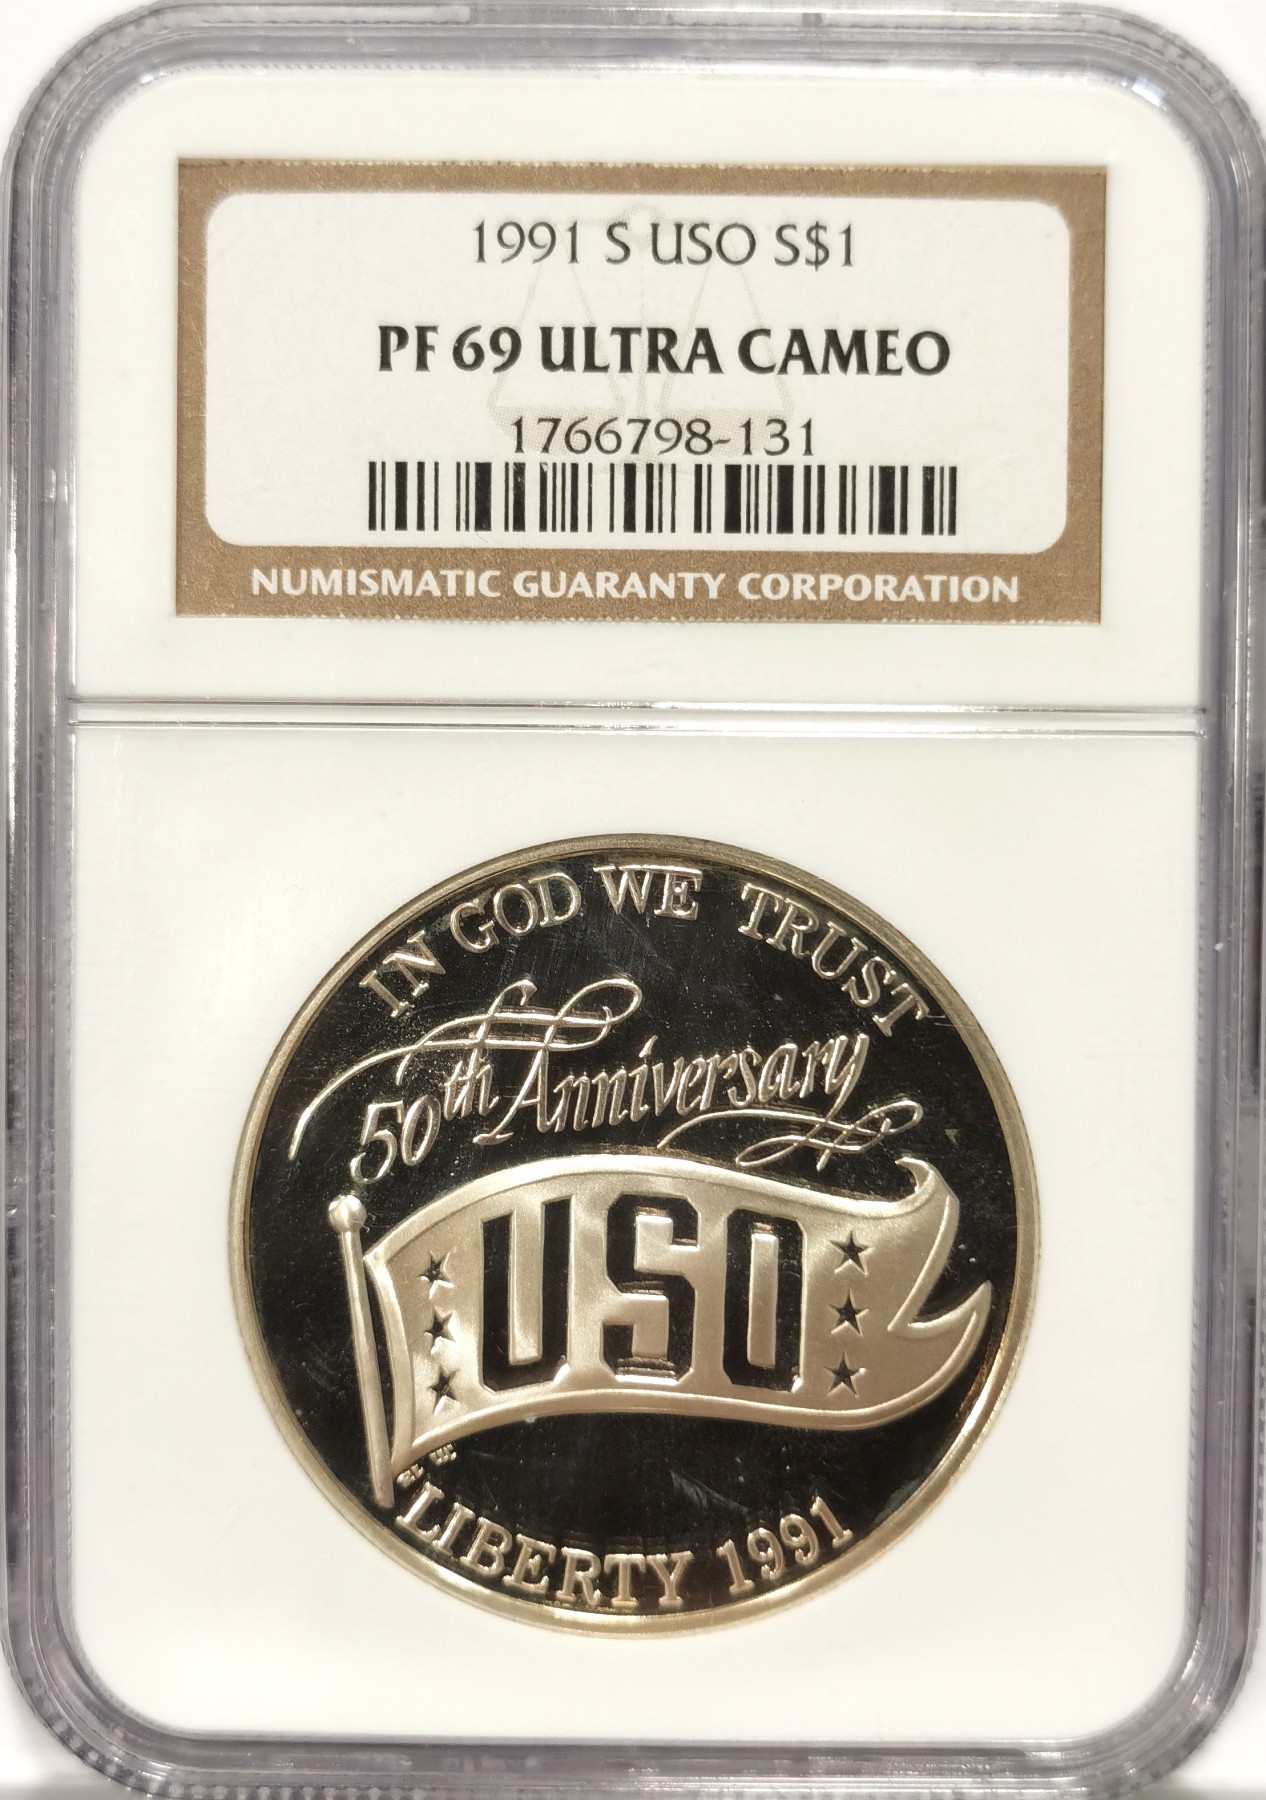 1991 S USO S$1
PF 69 ULTRA CAMEO
1766798-131
NUMISMATIC GUARANTY CORPORATION
IN GOD WE TRUST
50th Anniversary
USO
LIBERTY 1991